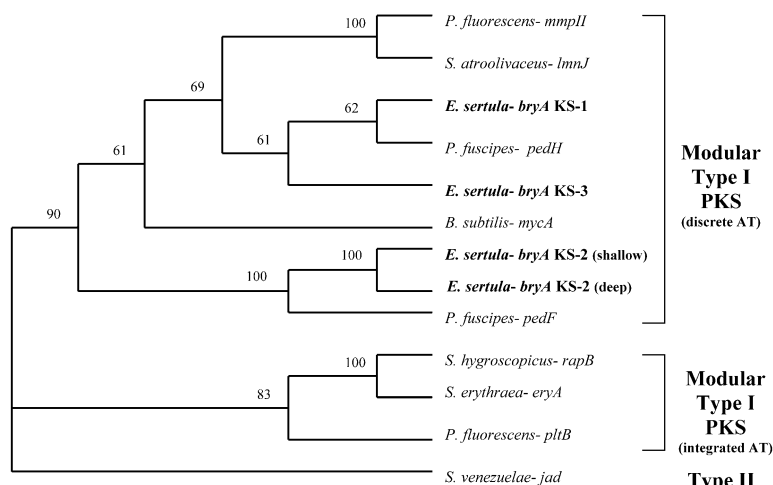 100
P. fluorescens- mmpII
S. atroolivaceus- lmnJ
69
62
E. sertula- bryA KS-1
61
P. fuscipes- pedH
61
E. sertula- bryA KS-3
90
B. subtilis- mycA
100
E. sertula- bryA KS-2 (shallow)
100
E. sertula- bryA KS-2 (deep)
P. fuscipes- pedF
Modular
Type I
PKS
(discrete AT)
100
S. hygroscopicus- rapB
83
S. erythraea- eryA
P. fluorescens- pltB
Modular
Type I
PKS
(integrated AT)
S. venezuelae- jad
Type II